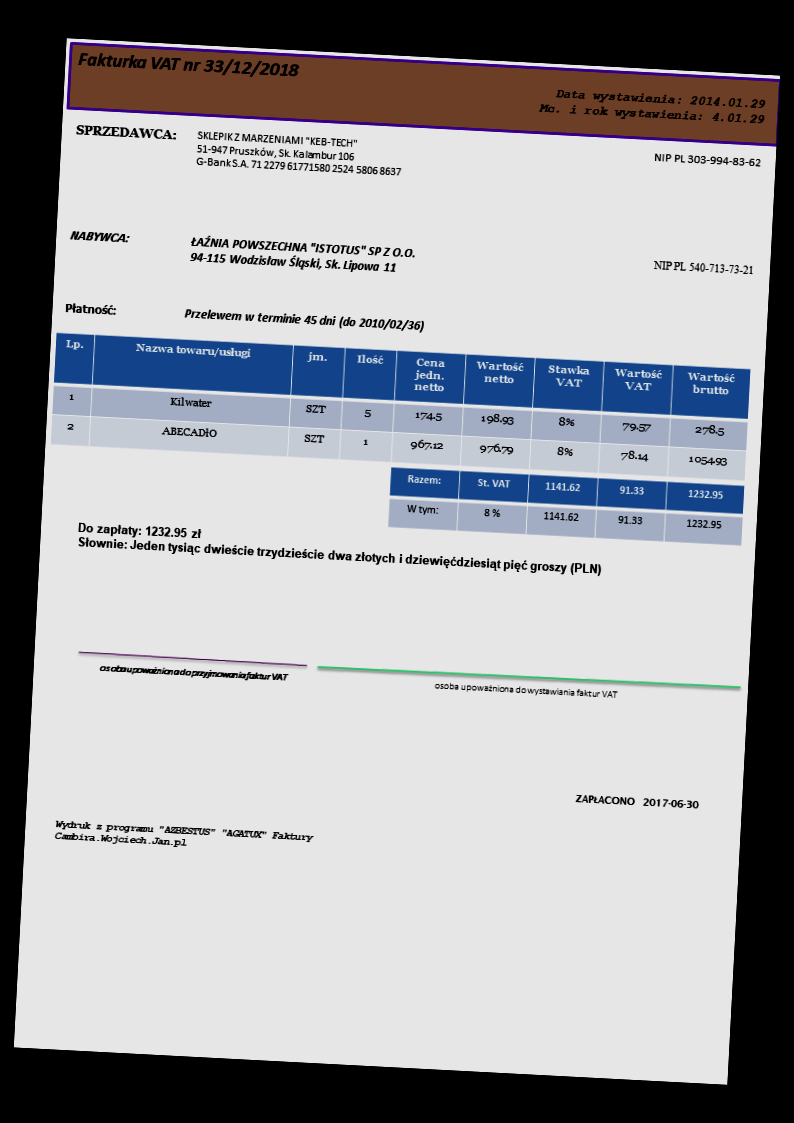 Fakturka VAT nr 33/12/2018
Data wystawienia: 2014.01.29
Mc. i rok wystawienia: 4.01.29
SPRZEDAWCA: SKLEPIK Z MARZENIAMI "KEB-TECH" NIP PL 303-994-83-62
51-947 Pruszków, Sk. Kalambur 106
G-Bank S.A. 71 2279 61771580 2524 5806 8637
NABYWCA: ŁAŹNIA POWSZECHNA "ISTOTUS" SP Z O.O. NIP PL 540-713-73-21
94-115 Wodzisław Śląski, Sk. Lipowa 11
Płatność: Przelewem w terminie 45 dni (do 2010/02/36)
Lp. Nazwa towaru/usługi jm. Ilość Cena jedn. netto Wartość netto Stawka VAT Wartość VAT Wartość brutto
1 Kilwater SZT 5 174.5 198.93 8% 79.57 278.5
2 ABECADłO SZT 1 967.12 976.79 8% 78.14 1054.93
Razem: St. VAT 1141.62 91.33 1232.95
W tym: 8 % 1141.62 91.33 1232.95
Do zapłaty: 1232.95 zł
Słownie: Jeden tysiąc dwieście trzydzieście dwa złotych i dziewięćdziesiąt pięć groszy (PLN)
osoba upoważniona do przyjmowania faktur VAT
osoba upoważniona do wystawiania faktur VAT
ZAPŁACONO 2017-06-30
Wydruk z programu "AZBESTUS" "AGATUX" Faktury
Cambira.Wojciech.Jan.pl